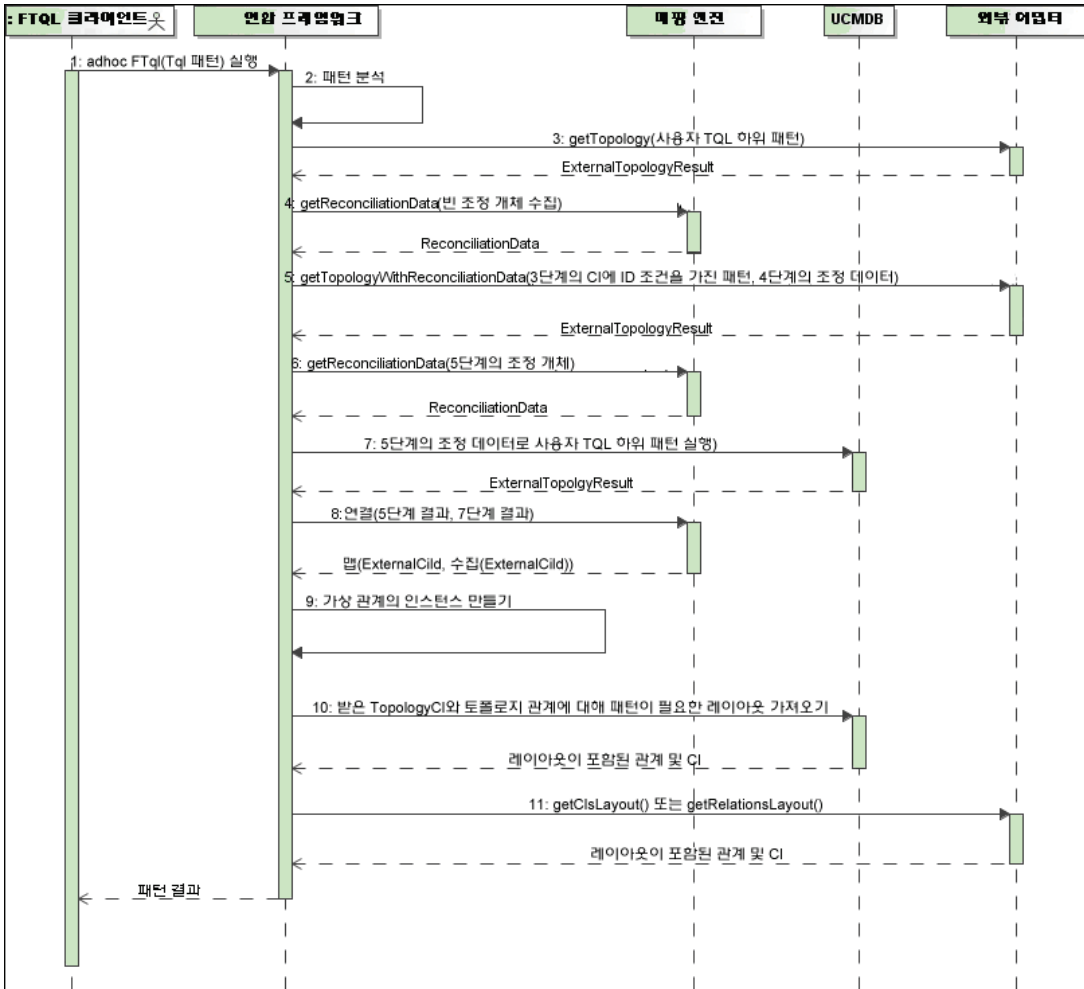 : FTQL 클라이언트
연합 프레임워크
매핑 엔진
UCMDB
외부 어댑터
1: adhoc FTql(Tql 패턴) 실행
2: 패턴 분석
3: getTopology(사용자 TQL 하위 패턴)
ExternalTopologyResult
4: getReconciliationData(빈 조정 개체 수집)
ReconciliationData
5: getTopologyWithReconciliationData(3단계의 CI에 ID 조건을 가진 패턴, 4단계의 조정 데이터)
ExternalTopologyResult
6: getReconciliationData(5단계의 조정 개체)
ReconciliationData
7: 5단계의 조정 데이터로 사용자 TQL 하위 패턴 실행)
ExternalTopolgyResult
8:연결(5단계 결과, 7단계 결과)
맵(ExternalCiId, 수집(ExternalCiId))
9: 가상 관계의 인스턴스 만들기
10: 받은 TopologyCI와 토폴로지 관계에 대해 패턴이 필요한 레이아웃 가져오기
레이아웃이 포함된 관계 및 CI
11: getCIsLayout() 또는 getRelationsLayout()
레이아웃이 포함된 관계 및 CI
패턴 결과